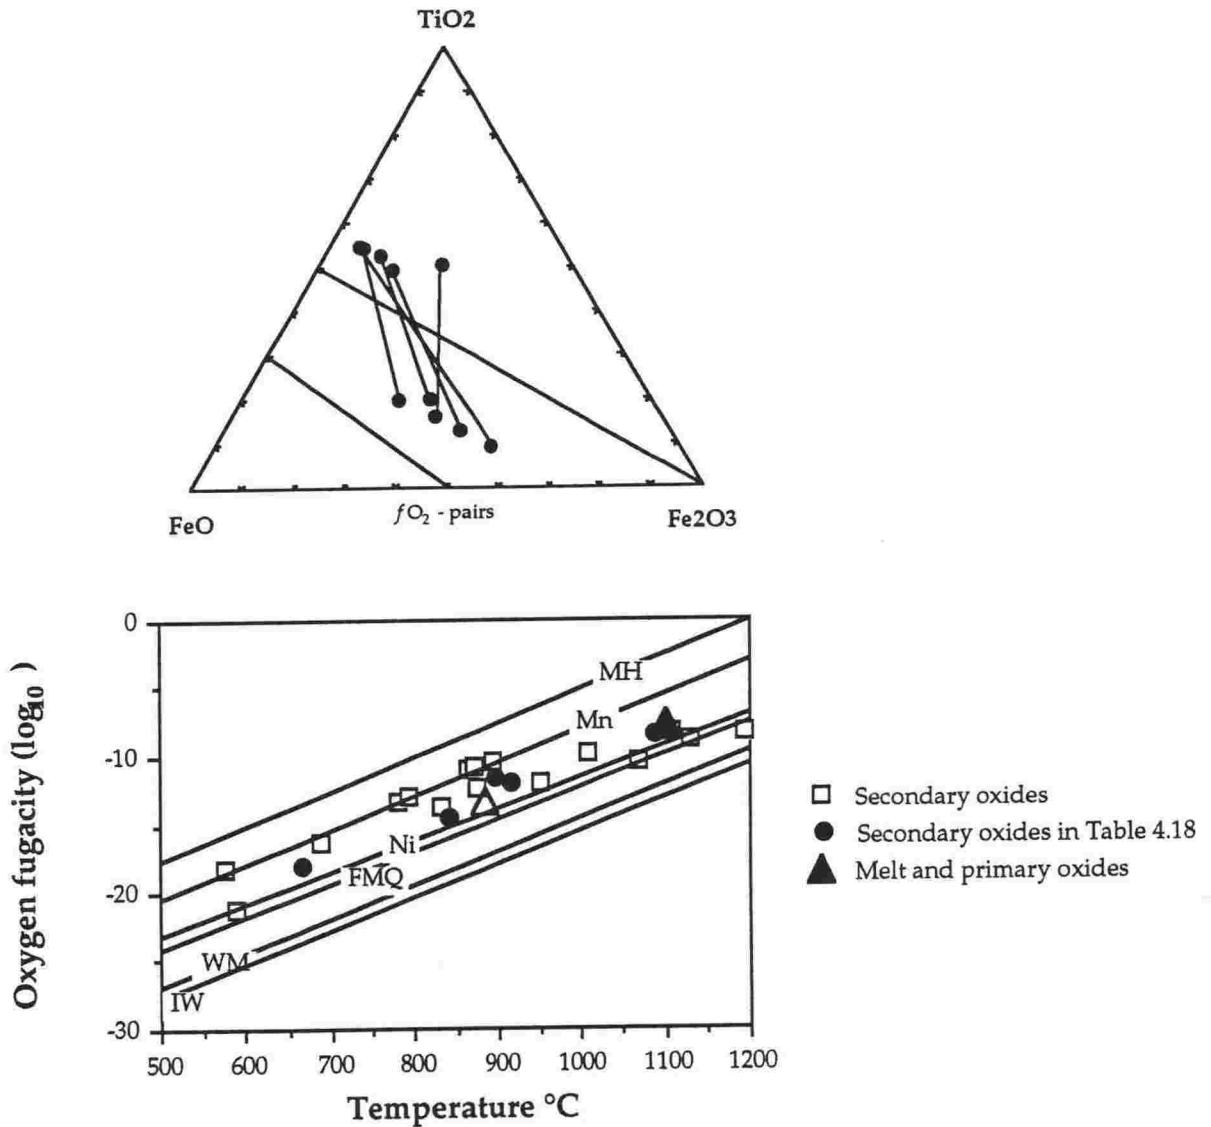 TiO2
FeO
fO2 - pairs
Fe2O3
Oxygen fugacity (log10)
0
-10
-20
-30
MH
Mn
Ni
FMQ
WM
IW
500 600 700 800 900 1000 1100 1200
Temperature °C
Secondary oxides
Secondary oxides in Table 4.18
Melt and primary oxides